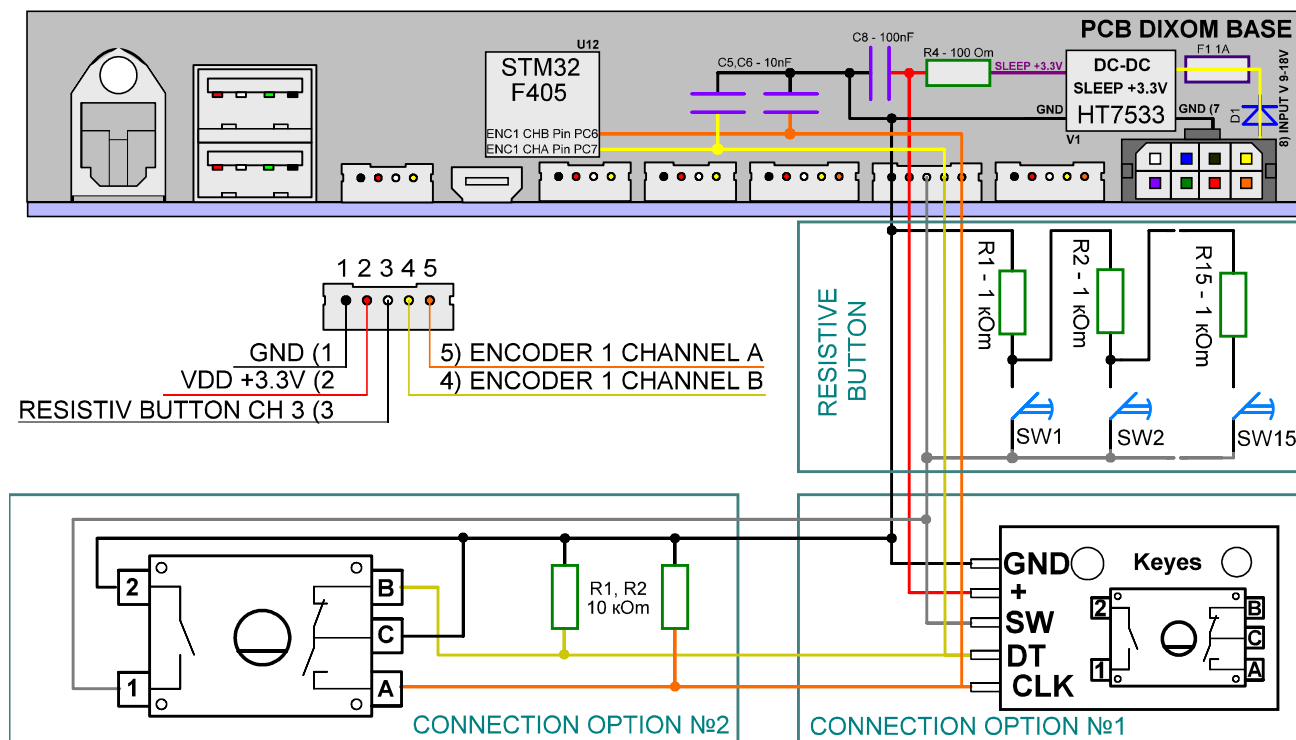 PCB DIXOM BASE
U12
STM32
F405
ENC1 CHB Pin PC6
ENC1 CHA Pin PC7
C5,C6 - 10nF
C8 - 100nF
R4 - 100 Om
SLEEP +3.3V
DC-DC
SLEEP +3.3V
HT7533
V1
GND
F1 1A
GND (7
D1
8) INPUT V 9-18V
1 2 3 4 5
GND (1
VDD +3.3V (2
RESISTIV BUTTON CH 3 (3
5) ENCODER 1 CHANNEL A
4) ENCODER 1 CHANNEL B
RESISTIVE
BUTTON
R1 - 1 кOm
R2 - 1 кOm
R15 - 1 кOm
SW1
SW2
SW15
2
1
B
C
A
R1, R2
10 кOm
CONNECTION OPTION №2
GND
+
SW
DT
CLK
Keyes
2
1
B
C
A
CONNECTION OPTION №1